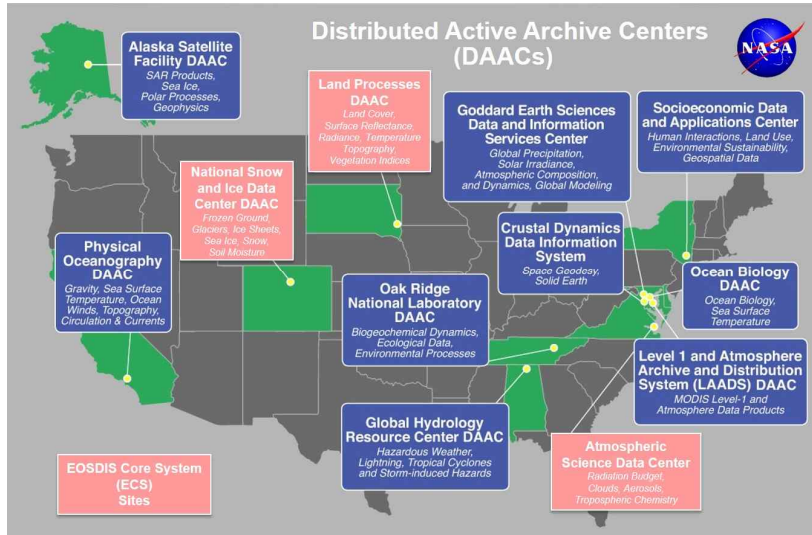 Distributed Active Archive Centers
(DAACs)
NASA
Alaska Satellite
Facility DAAC
SAR Products,
Sea Ice,
Polar Processes,
Geophysics
Land Processes
DAAC
Land Cover,
Surface Reflectance,
Radiance, Temperature
Topography,
Vegetation Indices
Goddard Earth Sciences
Data and Information
Services Center
Global Precipitation,
Solar Irradiance,
Atmospheric Composition,
and Dynamics, Global Modeling
Socioeconomic Data
and Applications Center
Human Interactions, Land Use,
Environmental Sustainability,
Geospatial Data
National Snow
and Ice Data
Center DAAC
Frozen Ground,
Glaciers, Ice Sheets,
Sea Ice, Snow,
Soil Moisture
Physical
Oceanography
DAAC
Gravity, Sea Surface
Temperature, Ocean
Winds, Topography,
Circulation & Currents
Crustal Dynamics
Data Information
System
Space Geodesy,
Solid Earth
Oak Ridge
National Laboratory
DAAC
Biogeochemical Dynamics,
Ecological Data,
Environmental Processes
Ocean Biology
DAAC
Ocean Biology,
Sea Surface
Temperature
Level 1 and Atmosphere
Archive and Distribution
System (LAADS) DAAC
MODIS Level-1 and
Atmosphere Data Products
Global Hydrology
Resource Center DAAC
Hazardous Weather,
Lightning, Tropical Cyclones
and Storm-induced Hazards
Atmospheric
Science Data Center
Radiation Budget,
Clouds, Aerosols,
Tropospheric Chemistry
EOSDIS Core System
(ECS)
Sites